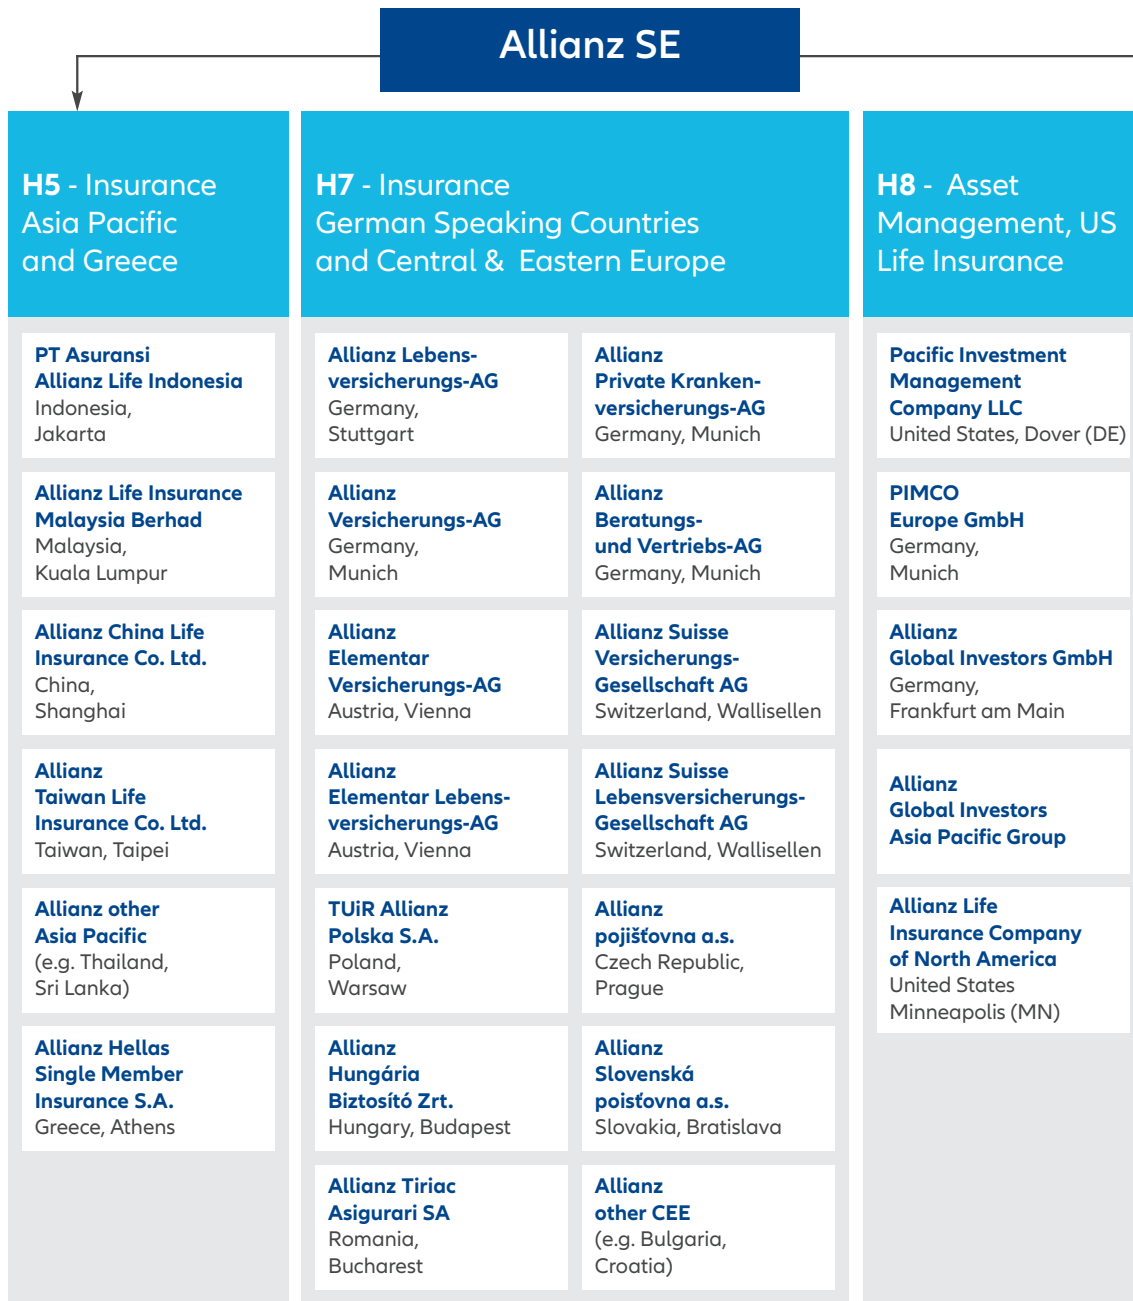 Allianz SE
H5 - Insurance
Asia Pacific
and Greece
PT Asuransi
Allianz Life Indonesia
Indonesia,
Jakarta
Allianz Life Insurance
Malaysia Berhad
Malaysia,
Kuala Lumpur
Allianz China Life
Insurance Co. Ltd.
China,
Shanghai
Allianz
Taiwan Life
Insurance Co. Ltd.
Taiwan, Taipei
Allianz other
Asia Pacific
(e.g. Thailand,
Sri Lanka)
Allianz Hellas
Single Member
Insurance S.A.
Greece, Athens
H7 - Insurance
German Speaking Countries
and Central & Eastern Europe
Allianz Lebens-
versicherungs-AG
Germany,
Stuttgart
Allianz
Versicherungs-AG
Germany,
Munich
Allianz
Elementar
Versicherungs-AG
Austria, Vienna
Allianz
Elementar Lebens-
versicherungs-AG
Austria, Vienna
TUiR Allianz
Polska S.A.
Poland,
Warsaw
Allianz
Hungária
Biztosító Zrt.
Hungary, Budapest
Allianz Tiriac
Asigurari SA
Romania,
Bucharest
Allianz
Private Kranken-
versicherungs-AG
Germany, Munich
Allianz
Beratungs-
und Vertriebs-AG
Germany, Munich
Allianz Suisse
Versicherungs-
Gesellschaft AG
Switzerland, Wallisellen
Allianz Suisse
Lebensversicherungs-
Gesellschaft AG
Switzerland, Wallisellen
Allianz
pojišťovna a.s.
Czech Republic,
Prague
Allianz
Slovenská
poisťovna a.s.
Slovakia, Bratislava
Allianz
other CEE
(e.g. Bulgaria,
Croatia)
H8 - Asset
Management, US
Life Insurance
Pacific Investment
Management
Company LLC
United States, Dover (DE)
PIMCO
Europe GmbH
Germany,
Munich
Allianz
Global Investors GmbH
Germany,
Frankfurt am Main
Allianz
Global Investors
Asia Pacific Group
Allianz Life
Insurance Company
of North America
United States
Minneapolis (MN)